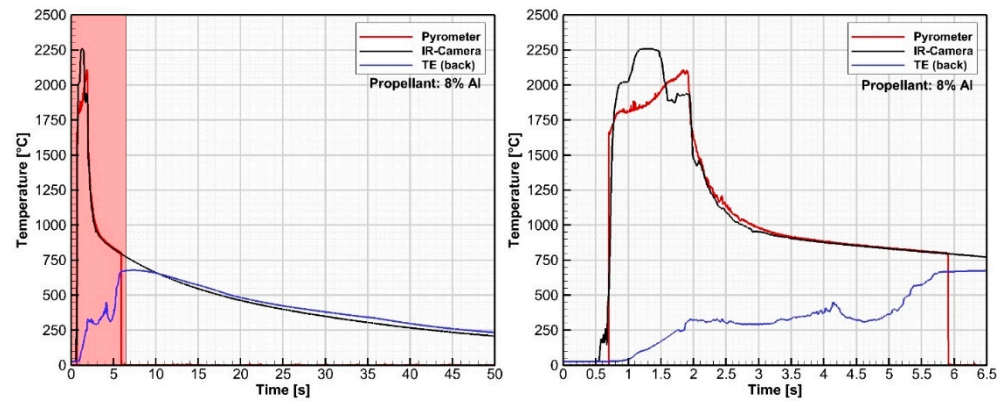 2500
2250
2000
1750
1500
1250
1000
750
500
250
0
Temperature [°C]
Pyrometer
IR-Camera
TE (back)
Propellant: 8% Al
0 5 10 15 20 25 30 35 40 45 50
Time [s]
2500
2250
2000
1750
1500
1250
1000
750
500
250
0
Temperature [°C]
Pyrometer
IR-Camera
TE (back)
Propellant: 8% Al
0 0.5 1 1.5 2 2.5 3 3.5 4 4.5 5 5.5 6 6.5
Time [s]